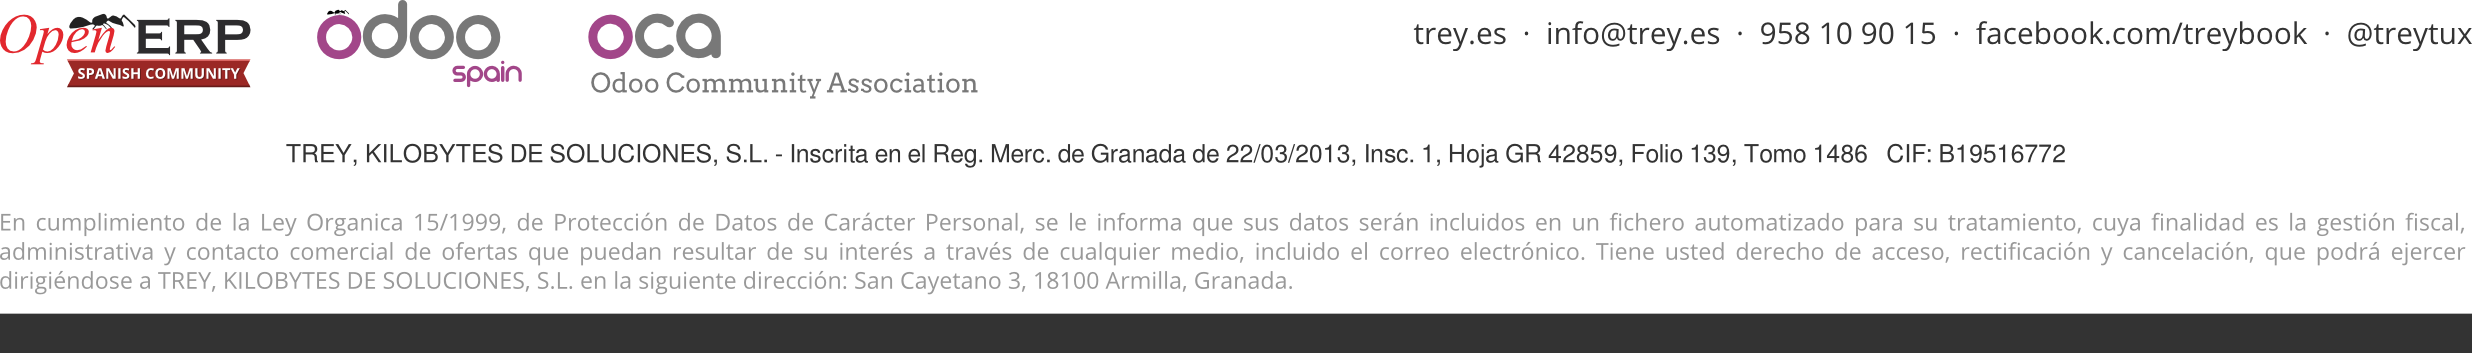 Open ERP
SPANISH COMMUNITY
odoo
spain
oca
Odoo Community Association
trey.es · info@trey.es · 958 10 90 15 · facebook.com/treybook · @treytux
TREY, KILOBYTES DE SOLUCIONES, S.L. - Inscrita en el Reg. Merc. de Granada de 22/03/2013, Insc. 1, Hoja GR 42859, Folio 139, Tomo 1486 CIF: B19516772
En cumplimiento de la Ley Organica 15/1999, de Protección de Datos de Carácter Personal, se le informa que sus datos serán incluidos en un fichero automatizado para su tratamiento, cuya finalidad es la gestión fiscal,
administrativa y contacto comercial de ofertas que puedan resultar de su interés a través de cualquier medio, incluido el correo electrónico. Tiene usted derecho de acceso, rectificación y cancelación, que podrá ejercer
dirigiéndose a TREY, KILOBYTES DE SOLUCIONES, S.L. en la siguiente dirección: San Cayetano 3, 18100 Armilla, Granada.